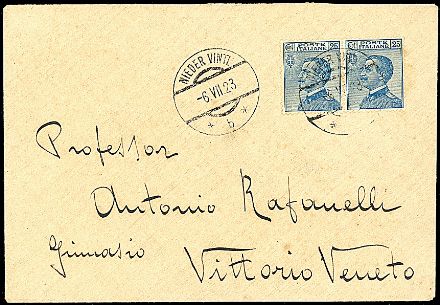 NIEDER VINTL
-6.VII.23
* b *
POSTE ITALIANE 25
POSTE ITALIANE 25
Professor
Antonio Rafanelli
Ginnasio
Vittorio Veneto